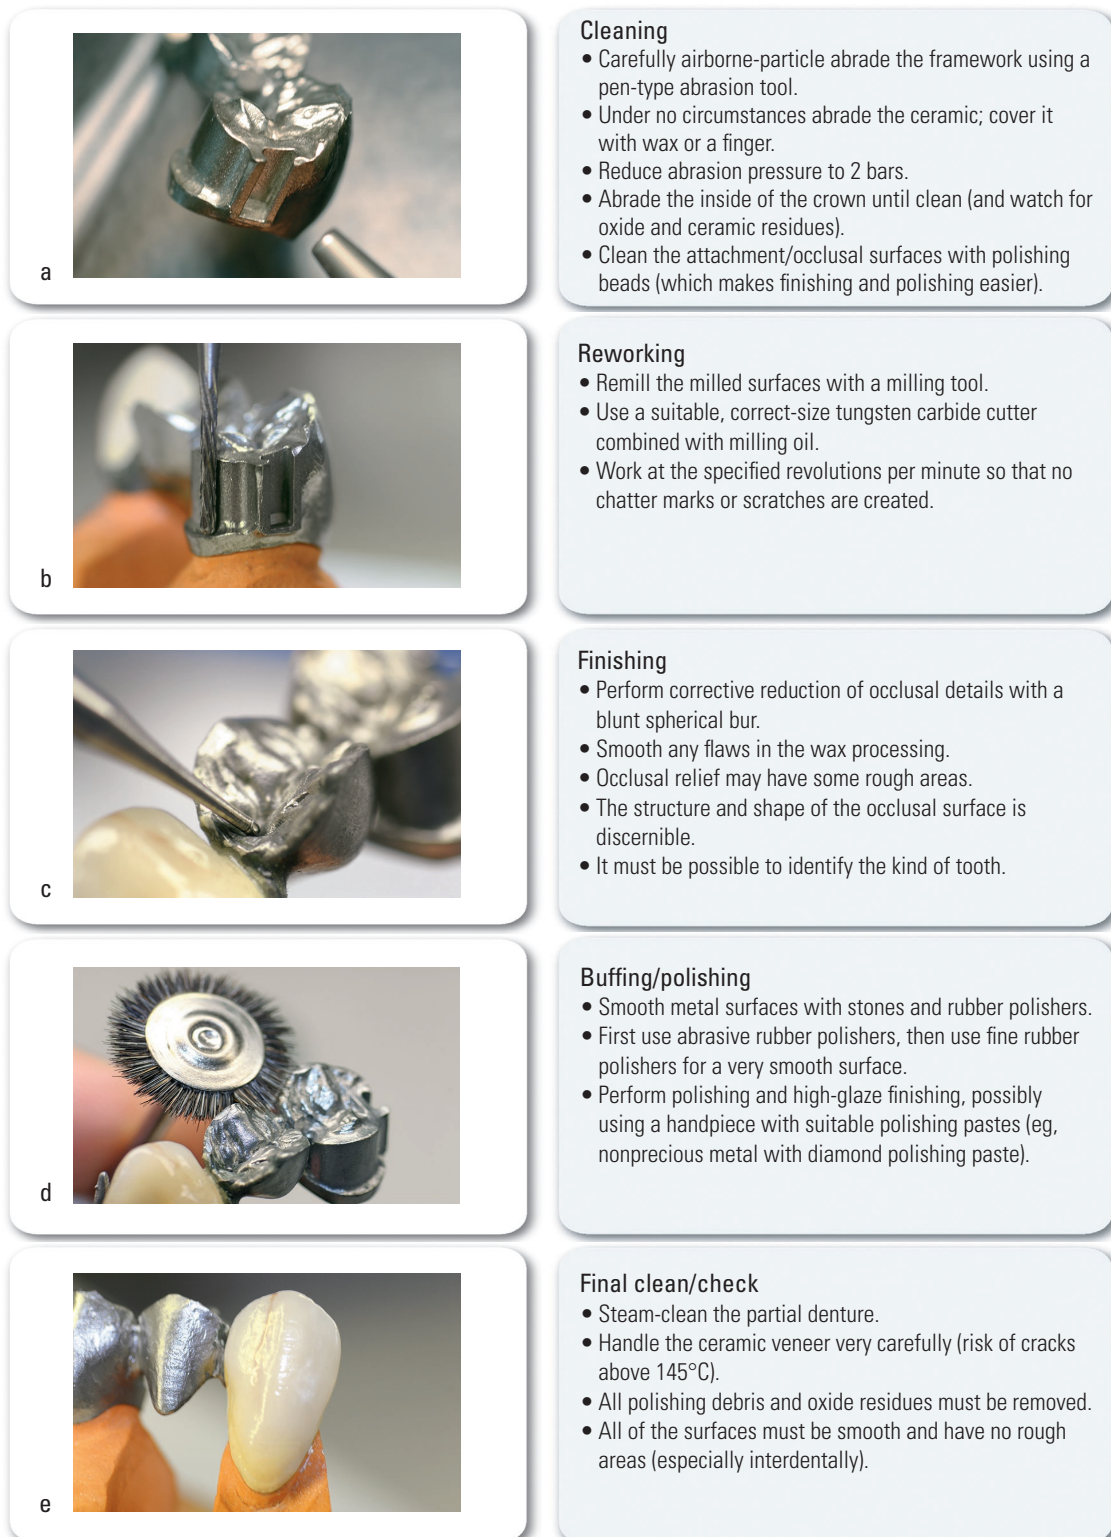 a
Cleaning
• Carefully airborne-particle abrade the framework using a
pen-type abrasion tool.
• Under no circumstances abrade the ceramic; cover it
with wax or a finger.
• Reduce abrasion pressure to 2 bars.
• Abrade the inside of the crown until clean (and watch for
oxide and ceramic residues).
• Clean the attachment/occlusal surfaces with polishing
beads (which makes finishing and polishing easier).
b
Reworking
• Remill the milled surfaces with a milling tool.
• Use a suitable, correct-size tungsten carbide cutter
combined with milling oil.
• Work at the specified revolutions per minute so that no
chatter marks or scratches are created.
c
Finishing
• Perform corrective reduction of occlusal details with a
blunt spherical bur.
• Smooth any flaws in the wax processing.
• Occlusal relief may have some rough areas.
• The structure and shape of the occlusal surface is
discernible.
• It must be possible to identify the kind of tooth.
d
Buffing/polishing
• Smooth metal surfaces with stones and rubber polishers.
• First use abrasive rubber polishers, then use fine rubber
polishers for a very smooth surface.
• Perform polishing and high-glaze finishing, possibly
using a handpiece with suitable polishing pastes (eg,
nonprecious metal with diamond polishing paste).
e
Final clean/check
• Steam-clean the partial denture.
• Handle the ceramic veneer very carefully (risk of cracks
above 145°C).
• All polishing debris and oxide residues must be removed.
• All of the surfaces must be smooth and have no rough
areas (especially interdentally).